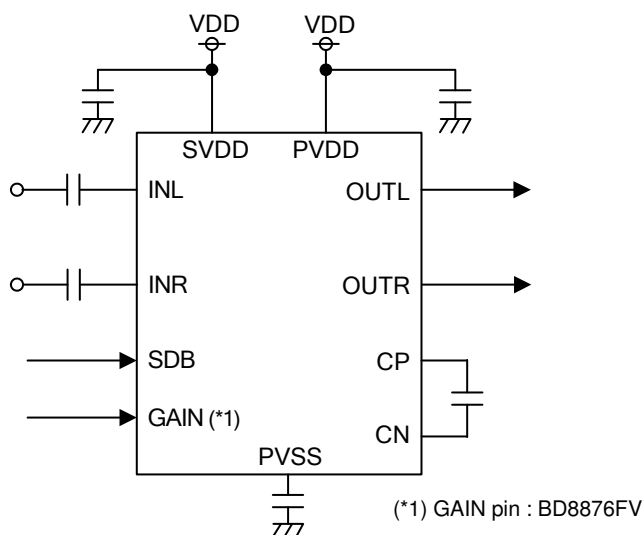 VDD VDD
SVDD PVDD
INL OUTL
INR OUTR
SDB CP
GAIN (*1) CN
PVSS
(*1) GAIN pin : BD8876FV